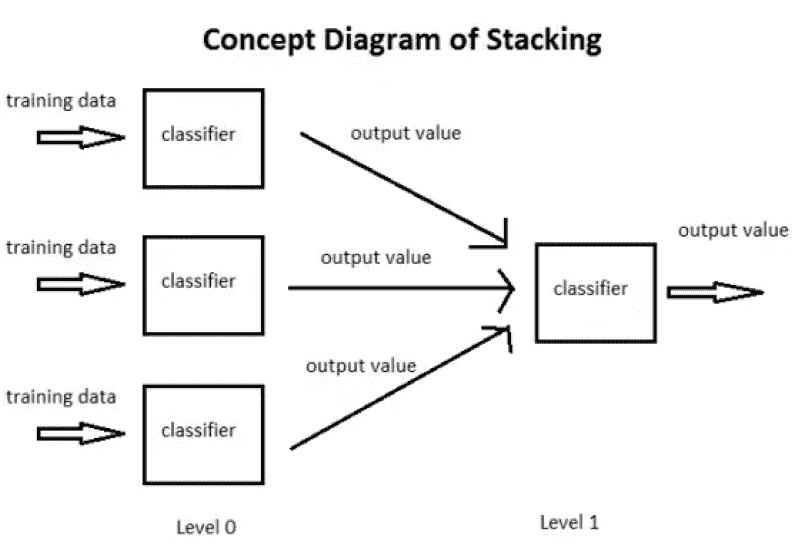 Concept Diagram of Stacking
training data
classifier
output value
training data
classifier
output value
output value
classifier
output value
training data
classifier
Level 0
Level 1